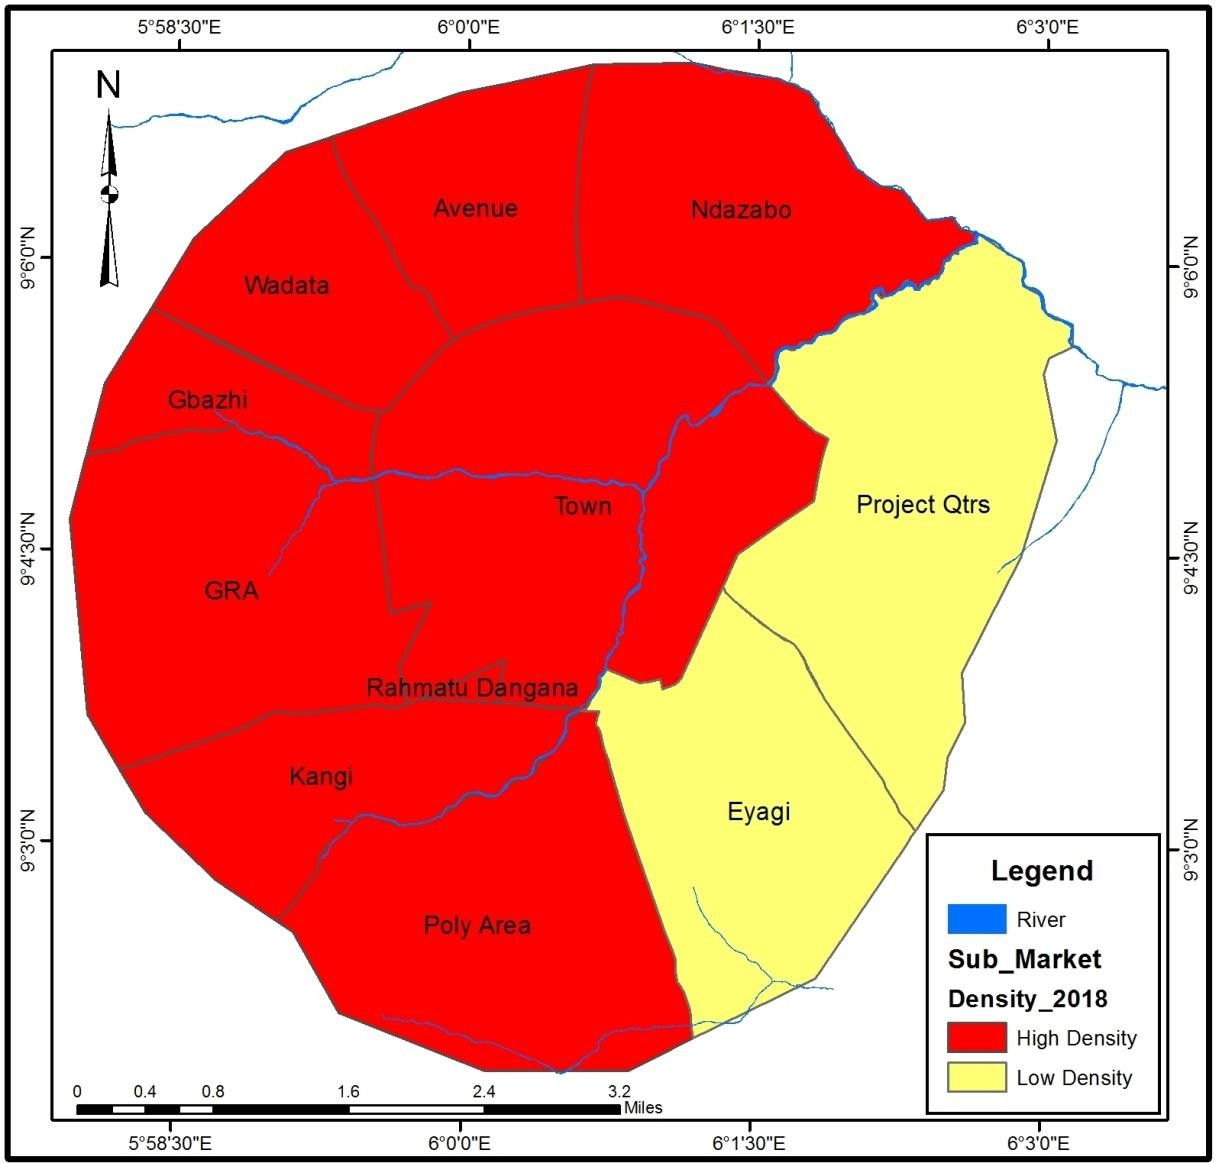 5°58'30"E 6°0'0"E 6°1'30"E 6°3'0"E
N
Avenue
Ndazabo
9°6'0"N
9°6'0"N
Wadata
Gbazhi
Town
Project Qtrs
9°4'30"N
9°4'30"N
GRA
Rahmatu Dangana
Kangi
Eyagi
9°3'0"N
9°3'0"N
Poly Area
Legend
River
Sub_Market
Density_2018
High Density
Low Density
0 0.4 0.8 1.6 2.4 3.2
Miles
5°58'30"E 6°0'0"E 6°1'30"E 6°3'0"E